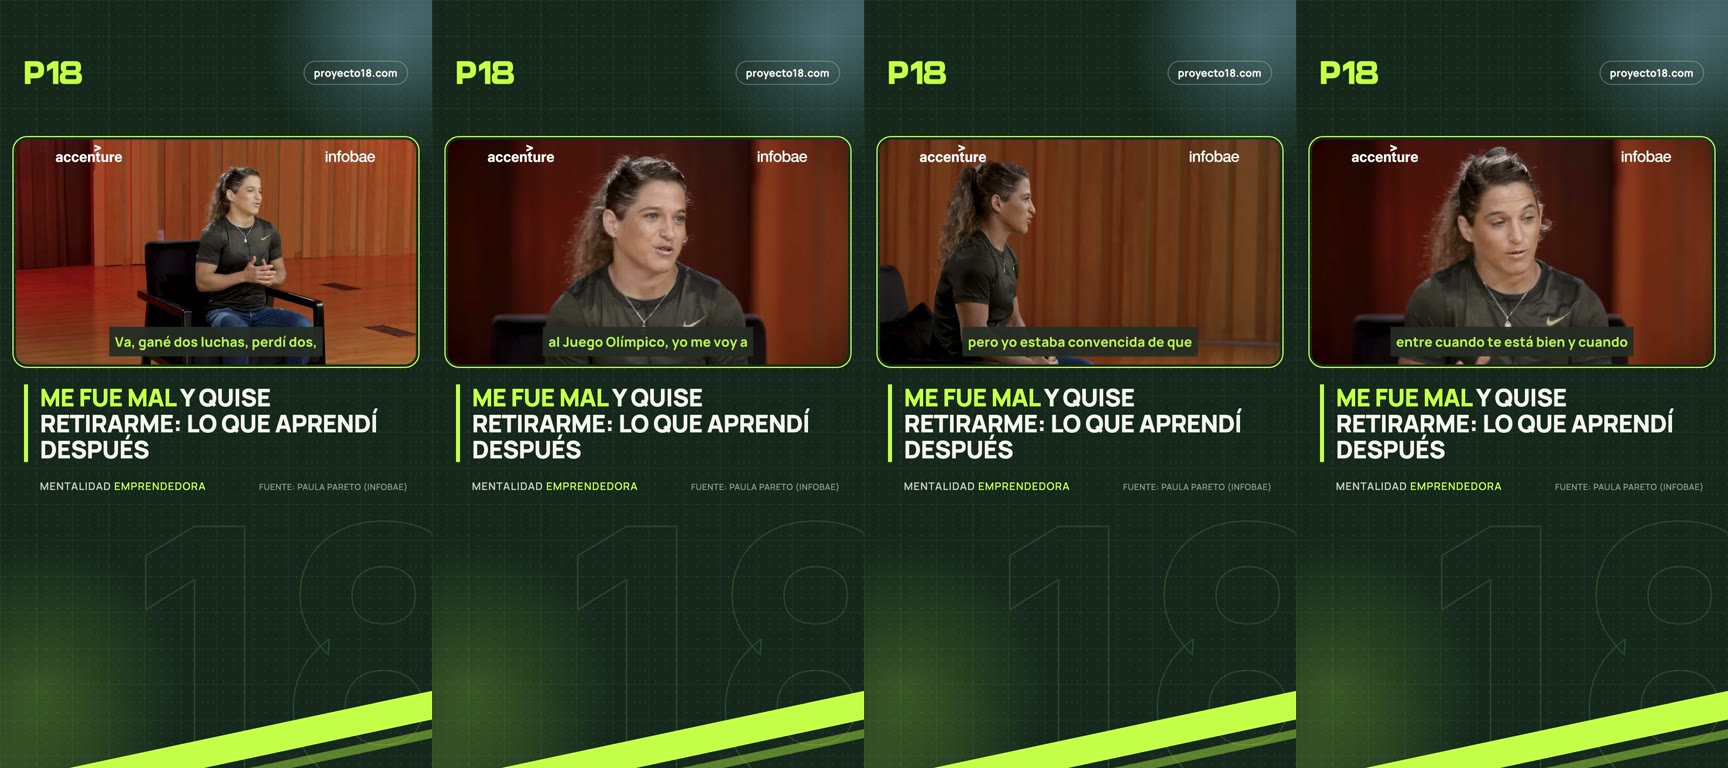 P18
proyecto18.com
accenture
infobae
Va, gané dos luchas, perdí dos,
ME FUE MAL Y QUISE
RETIRARME: LO QUE APRENDÍ
DESPUÉS
MENTALIDAD EMPRENDEDORA
FUENTE: PAULA PARETO (INFOBAE)
18
P18
proyecto18.com
accenture
infobae
al Juego Olímpico, yo me voy a
ME FUE MAL Y QUISE
RETIRARME: LO QUE APRENDÍ
DESPUÉS
MENTALIDAD EMPRENDEDORA
FUENTE: PAULA PARETO (INFOBAE)
18
P18
proyecto18.com
accenture
infobae
pero yo estaba convencida de que
ME FUE MAL Y QUISE
RETIRARME: LO QUE APRENDÍ
DESPUÉS
MENTALIDAD EMPRENDEDORA
FUENTE: PAULA PARETO (INFOBAE)
18
P18
proyecto18.com
accenture
infobae
entre cuando te está bien y cuando
ME FUE MAL Y QUISE
RETIRARME: LO QUE APRENDÍ
DESPUÉS
MENTALIDAD EMPRENDEDORA
FUENTE: PAULA PARETO (INFOBAE)
18